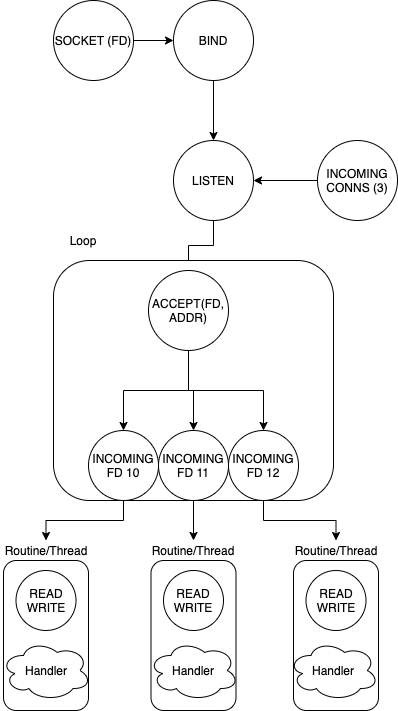 SOCKET (FD)
BIND
LISTEN
INCOMING
CONNS (3)
Loop
ACCEPT(FD,
ADDR)
INCOMING
FD 10
INCOMING
FD 11
INCOMING
FD 12
Routine/Thread
Routine/Thread
Routine/Thread
READ
WRITE
READ
WRITE
READ
WRITE
Handler
Handler
Handler